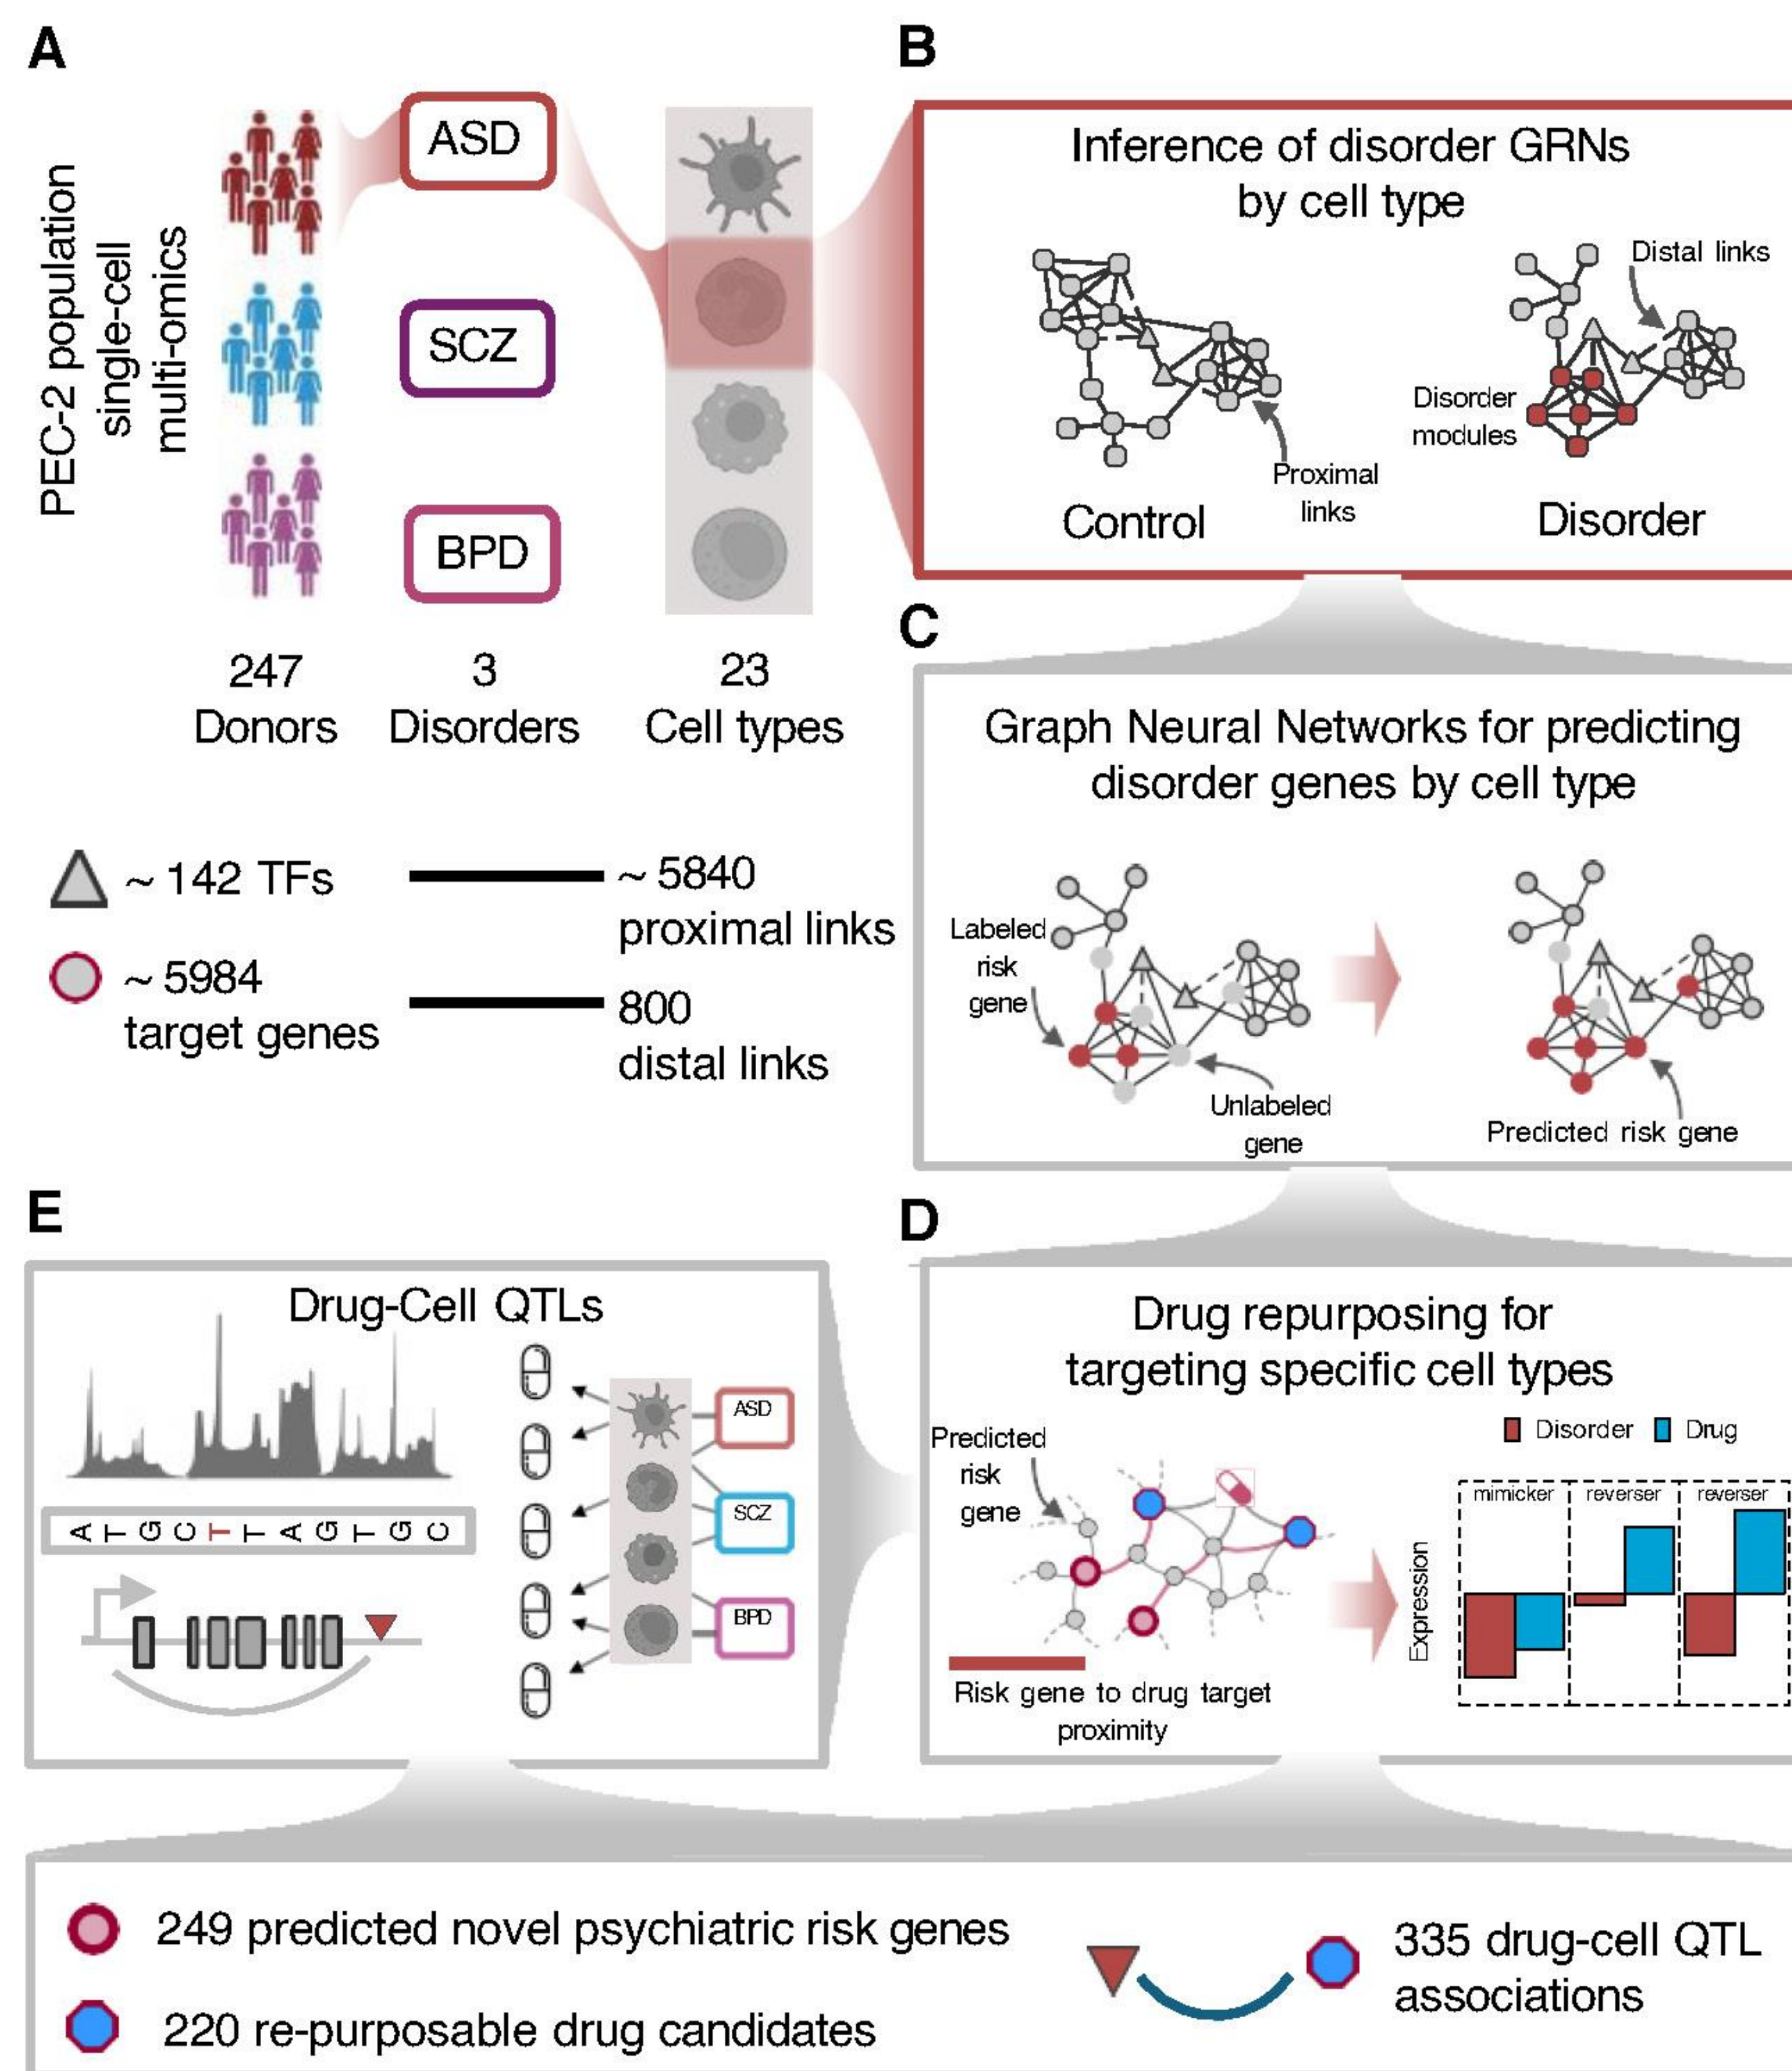 A
PEC-2 population
single-cell
multi-omics
ASD
SCZ
BPD
247
Donors
3
Disorders
23
Cell types
~ 142 TFs
~ 5984
target genes
~ 5840
proximal links
800
distal links
B
Inference of disorder GRNs
by cell type
Distal links
Disorder
modules
Proximal
links
Control
Disorder
C
Graph Neural Networks for predicting
disorder genes by cell type
Labeled
risk
gene
Unlabeled
gene
Predicted risk gene
E
Drug-Cell QTLs
A T G C T T A G T G C
ASD
SCZ
BPD
D
Drug repurposing for
targeting specific cell types
Predicted
risk
gene
Risk gene to drug target
proximity
Disorder Drug
mimicker reverser reverser
Expression
249 predicted novel psychiatric risk genes
220 re-purposable drug candidates
335 drug-cell QTL
associations